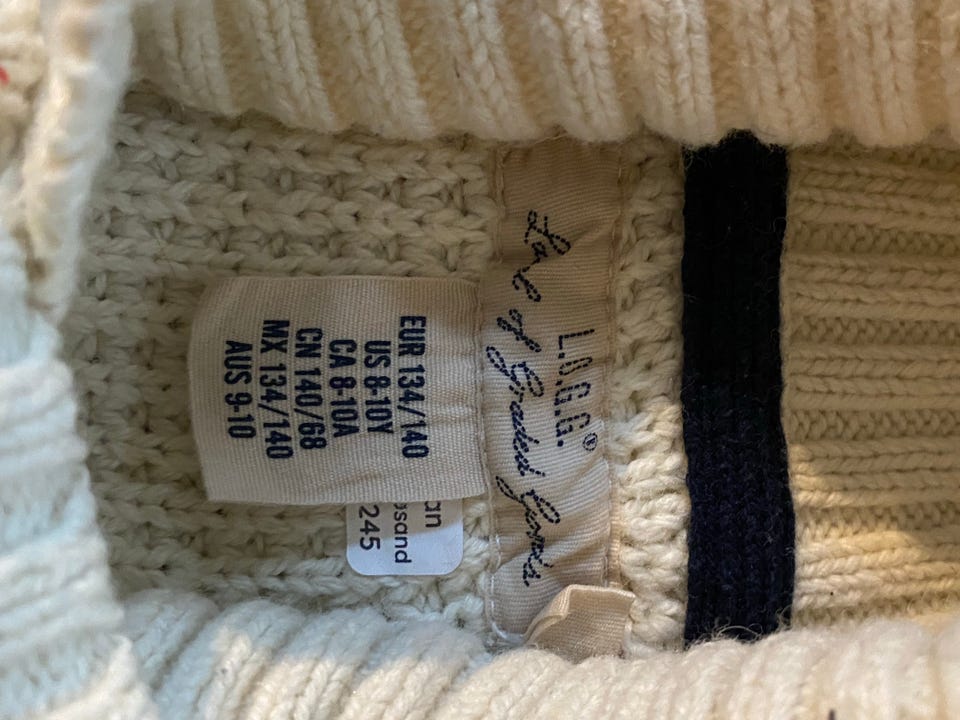 L.O.G.G.®
Label of Graded Goods
EUR 134/140
US 8-10Y
CA 8-10A
CN 140/68
MX 134/140
AUS 9-10
an
sand
245